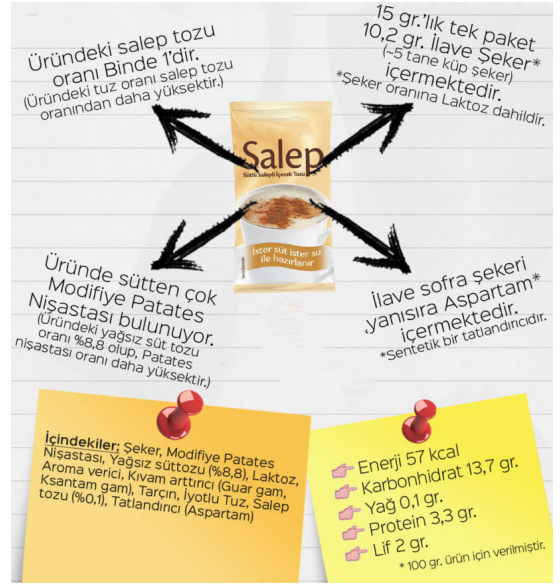 Üründeki salep tozu
oranı Binde 1'dir.
(Üründeki tuz oranı salep tozu
oranından daha yüksektir.)
15 gr.'lık tek paket
10,2 gr. İlave Şeker*
(~5 tane küp şeker)
içermektedir.
*Şeker oranına Laktoz dahildir.
Salep
Sütlü Salepli İçecek Tozu
İster süt ister su
ile hazırlanır
Üründe sütten çok
Modifiye Patates
Nişastası bulunuyor.
(Üründeki yağsız süt tozu
oranı %8,8 olup, Patates
nişastası oranı daha yüksektir.)
İlave sofra şekeri
,yanısıra Aspartam*
içermektedir.
*Sentetik bir tatlandırıcıdır.
İçindekiler; Şeker, Modifiye Patates
Nişastası, Yağsız süttozu (%8,8), Laktoz,
Aroma verici, Kıvam arttırıcı (Guar gam,
Ksantam gam), Tarçın, İyotlu Tuz, Salep
tozu (%0,1), Tatlandırıcı (Aspartam)
Enerji 57 kcal
Karbonhidrat 13,7 gr.
Yağ 0,1 gr.
Protein 3,3 gr.
Lif 2 gr.
* 100 gr. ürün için verilmiştir.